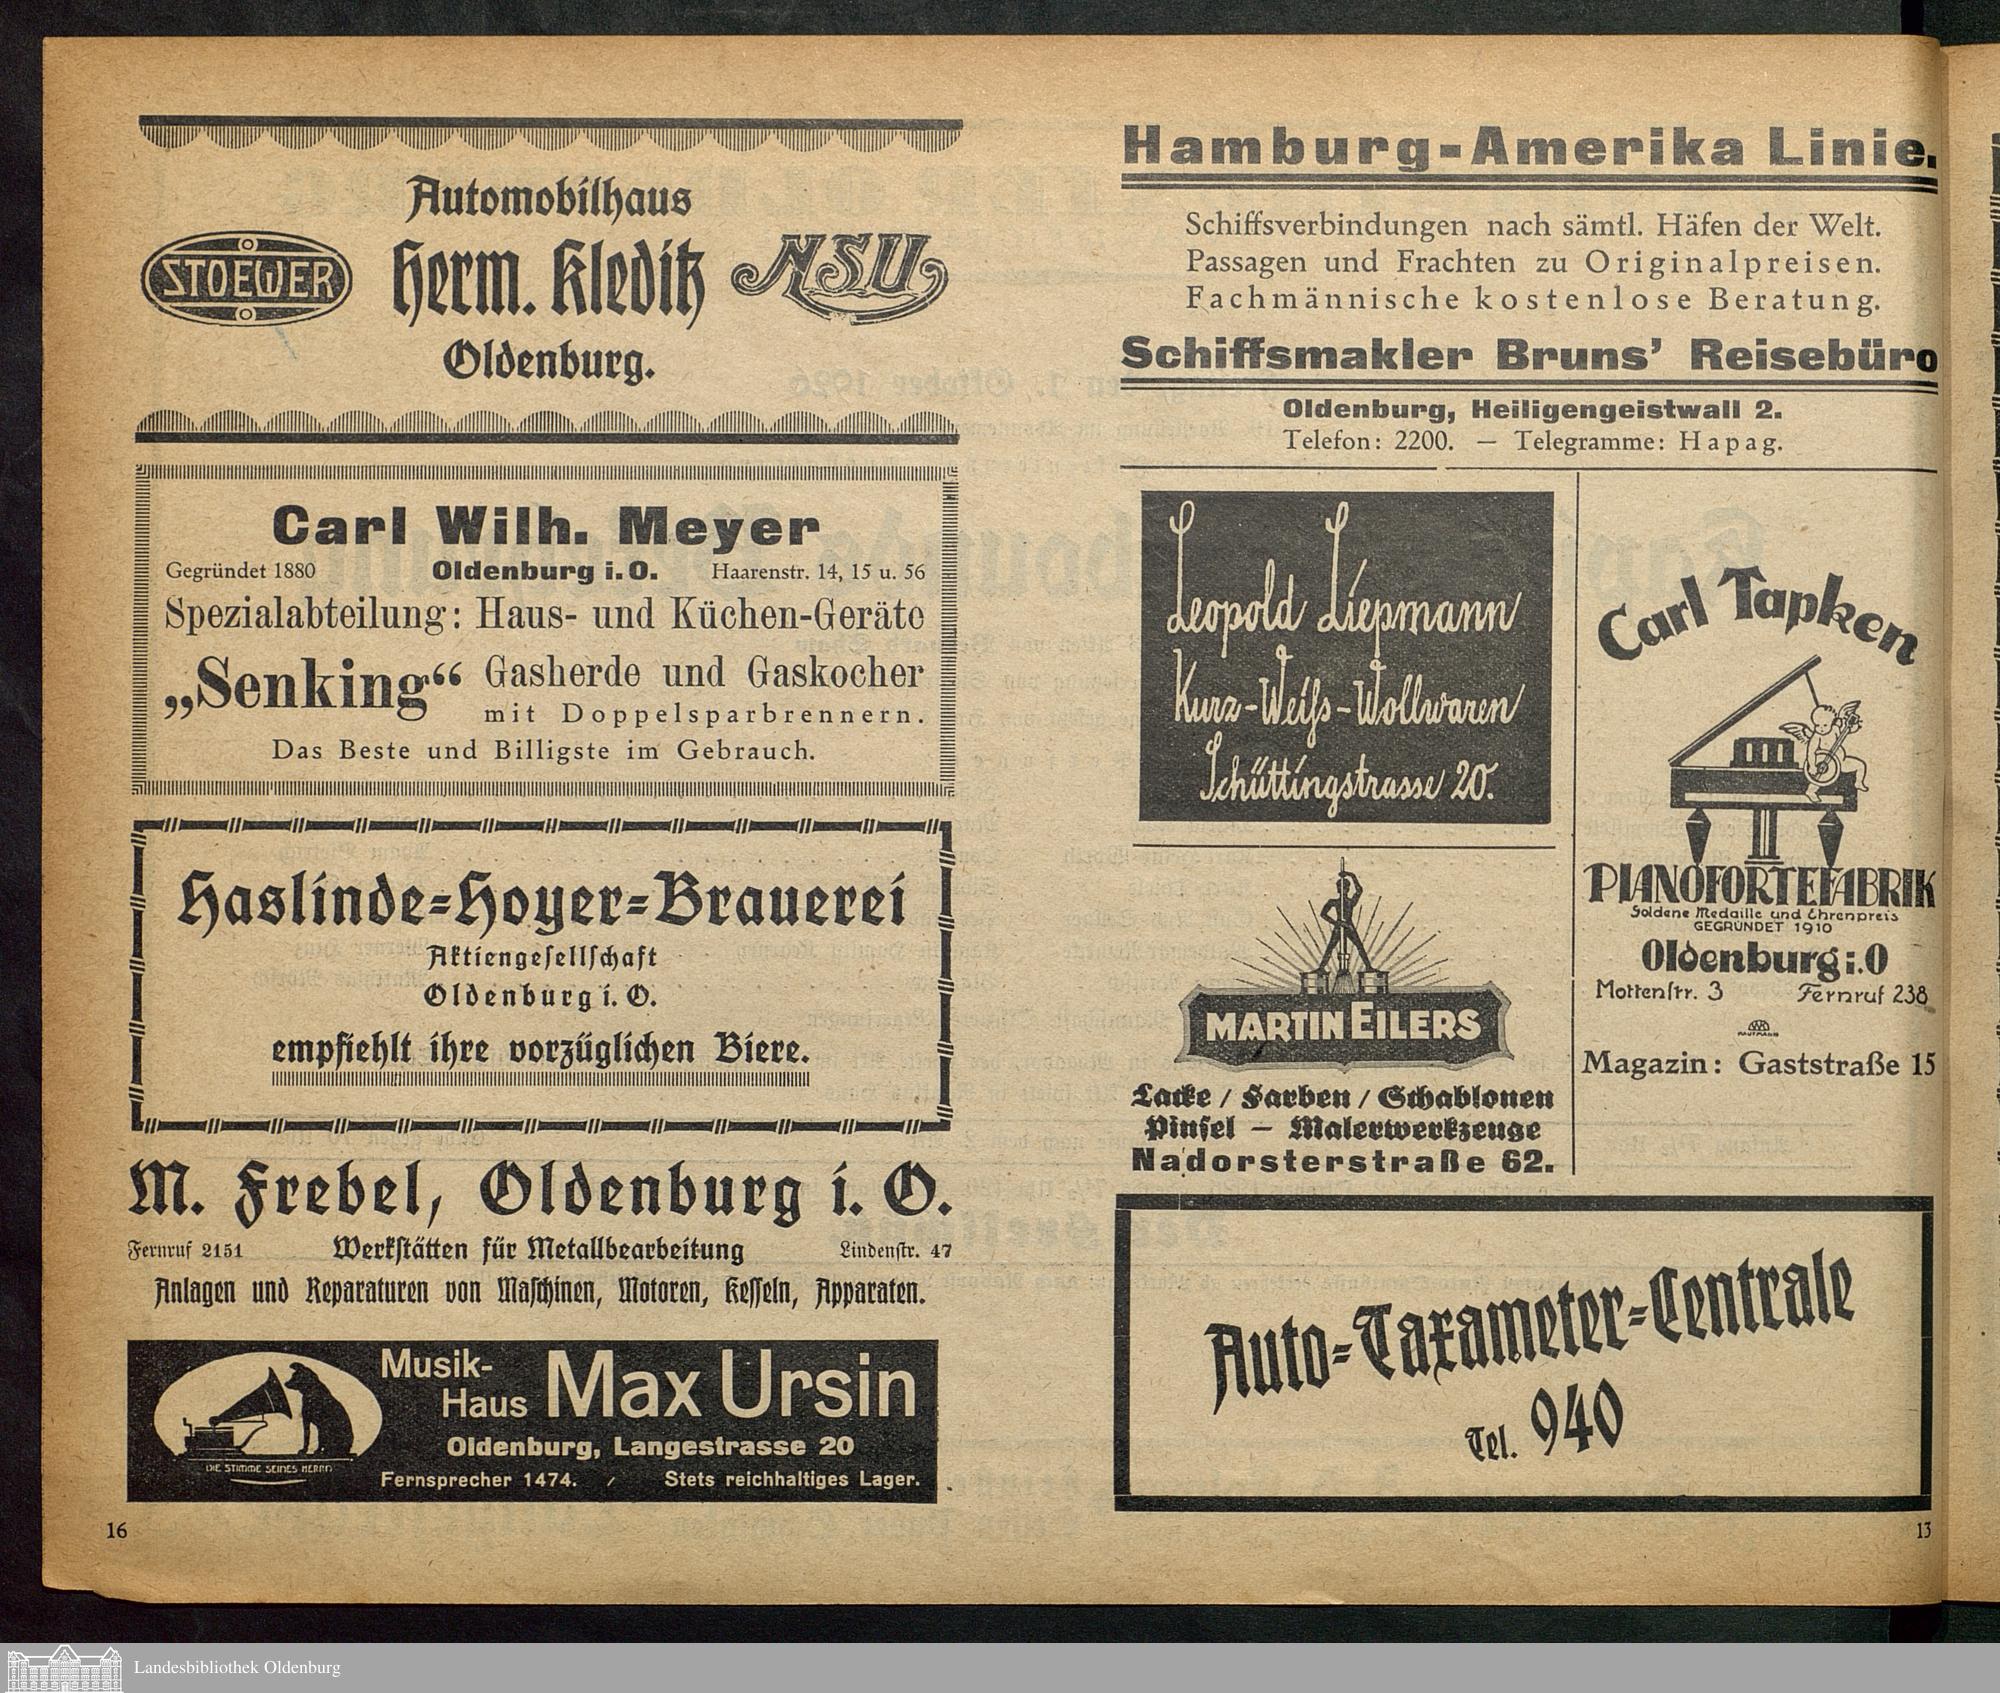 Automobilhaus
STOEWER
Herm. Kleditz
NSU
Oldenburg.
Carl Wilh. Meyer
Gegründet 1880 Oldenburg i. O. Haarenstr. 14, 15 u. 56
Spezialabteilung: Haus- und Küchen-Geräte
„Senking“ Gasherde und Gaskocher
mit Doppelsparbrennern.
Das Beste und Billigste im Gebrauch.
Haslinde=Hoyer=Brauerei
Aktiengesellschaft
Oldenburg i. O.
empfiehlt ihre vorzüglichen Biere.
M. Frebel, Oldenburg i. O.
Fernruf 2151 Werkstätten für Metallbearbeitung Lindenstr. 47
Anlagen und Reparaturen von Maschinen, Motoren, Kesseln, Apparaten.
Musik-
Haus Max Ursin
Oldenburg, Langestrasse 20
DIE STIMME SEINES HERRN
Fernsprecher 1474. / Stets reichhaltiges Lager.
16
Hamburg-Amerika Linie.
Schiffsverbindungen nach sämtl. Häfen der Welt.
Passagen und Frachten zu Originalpreisen.
Fachmännische kostenlose Beratung.
Schiffsmakler Bruns’ Reisebüro
Oldenburg, Heiligengeistwall 2.
Telefon: 2200. — Telegramme: Hapag.
Leopold Liepmann
Kurz-Weiß-Wollwaren
Schüttingstrasse 20.
MARTIN EILERS
Lacke / Farben / Schablonen
Pinsel — Malerwerkzeuge
Nadorsterstraße 62.
Carl Tapken
PIANOFORTEFABRIK
Goldene Medaille und Ehrenpreis
GEGRÜNDET 1910
Oldenburg i. O
Mottenstr. 3 Fernruf 238
Magazin: Gaststraße 15
Auto=Taxameter=Centrale
Tel. 940
13
Landesbibliothek Oldenburg